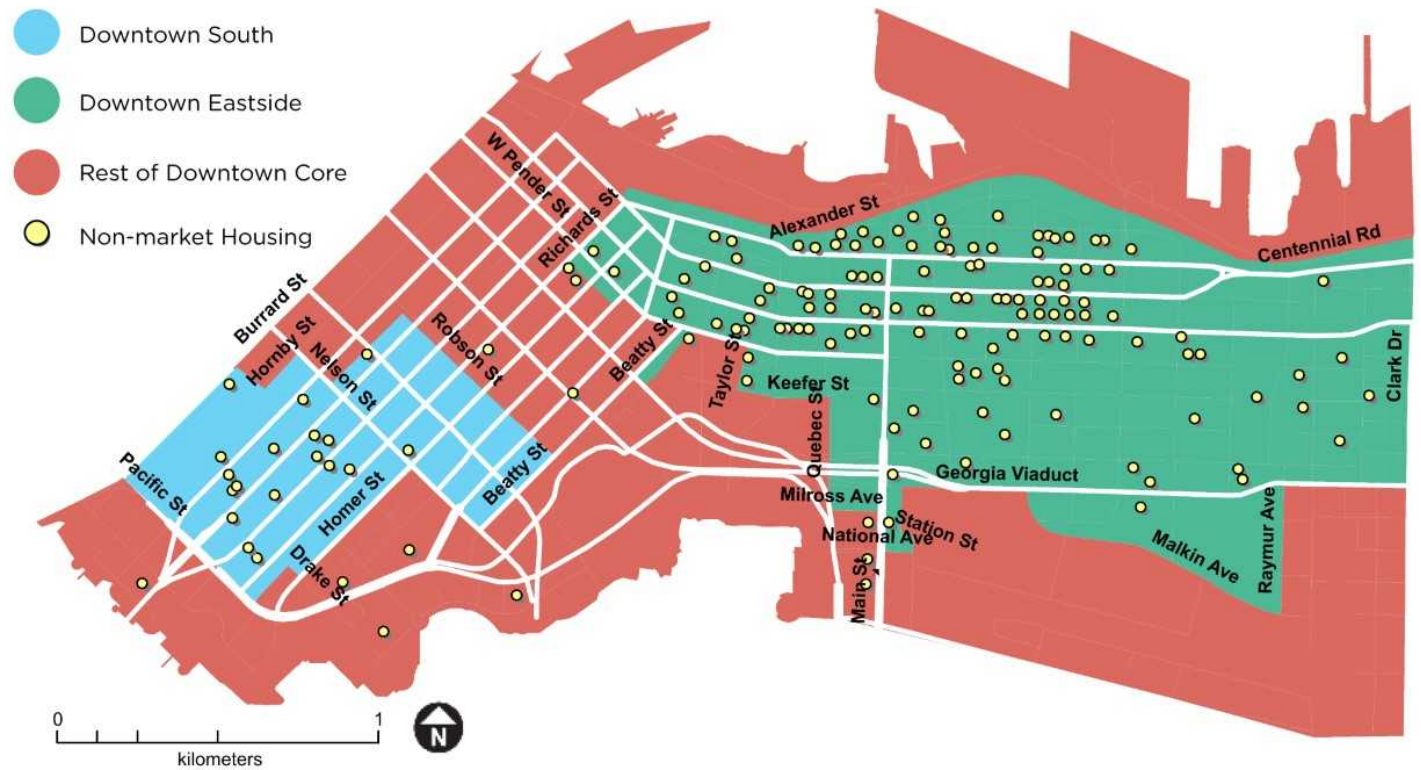 Downtown South
Downtown Eastside
Rest of Downtown Core
Non-market Housing
W Pender St
Richards St
Alexander St
Centennial Rd
Burrard St
Hornby St
Nelson St
Robson St
Beatty St
Taylor St
Keefer St
Quebec St
Clark Dr
Pacific St
Homer St
Beatty St
Drake St
Georgia Viaduct
Milross Ave
National Ave
Station St
Main St
Malkin Ave
Raymur Ave
0 1
kilometers
N